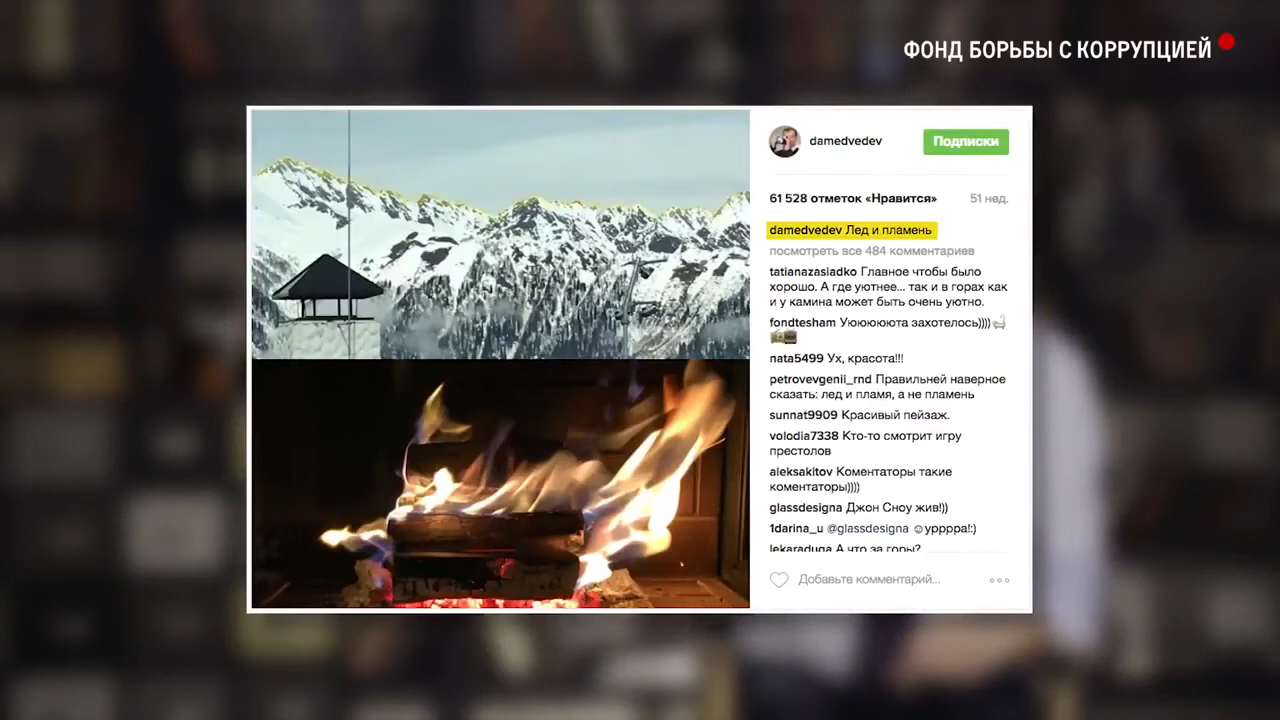 ФОНД БОРЬБЫ С КОРРУПЦИЕЙ
damedvedev
Подписки
61 528 отметок «Нравится» 51 нед.
damedvedev Лед и пламень
посмотреть все 484 комментариев
tatianazasiadko Главное чтобы было
хорошо. А где уютнее... так и в горах как
и у камина может быть очень уютно.
fondtesham Уюююююта захотелось))))🛁
nata5499 Ух, красота!!!
petrovevgenii_rnd Правильней наверное
сказать: лед и пламя, а не пламень
sunnat9909 Красивый пейзаж.
volodia7338 Кто-то смотрит игру
престолов
aleksakitov Коментаторы такие
коментаторы))))
glassdesigna Джон Сноу жив!))
1darina_u @glassdesigna ☺урррра!:)
lekaraduga А что за горы?
Добавьте комментарий...